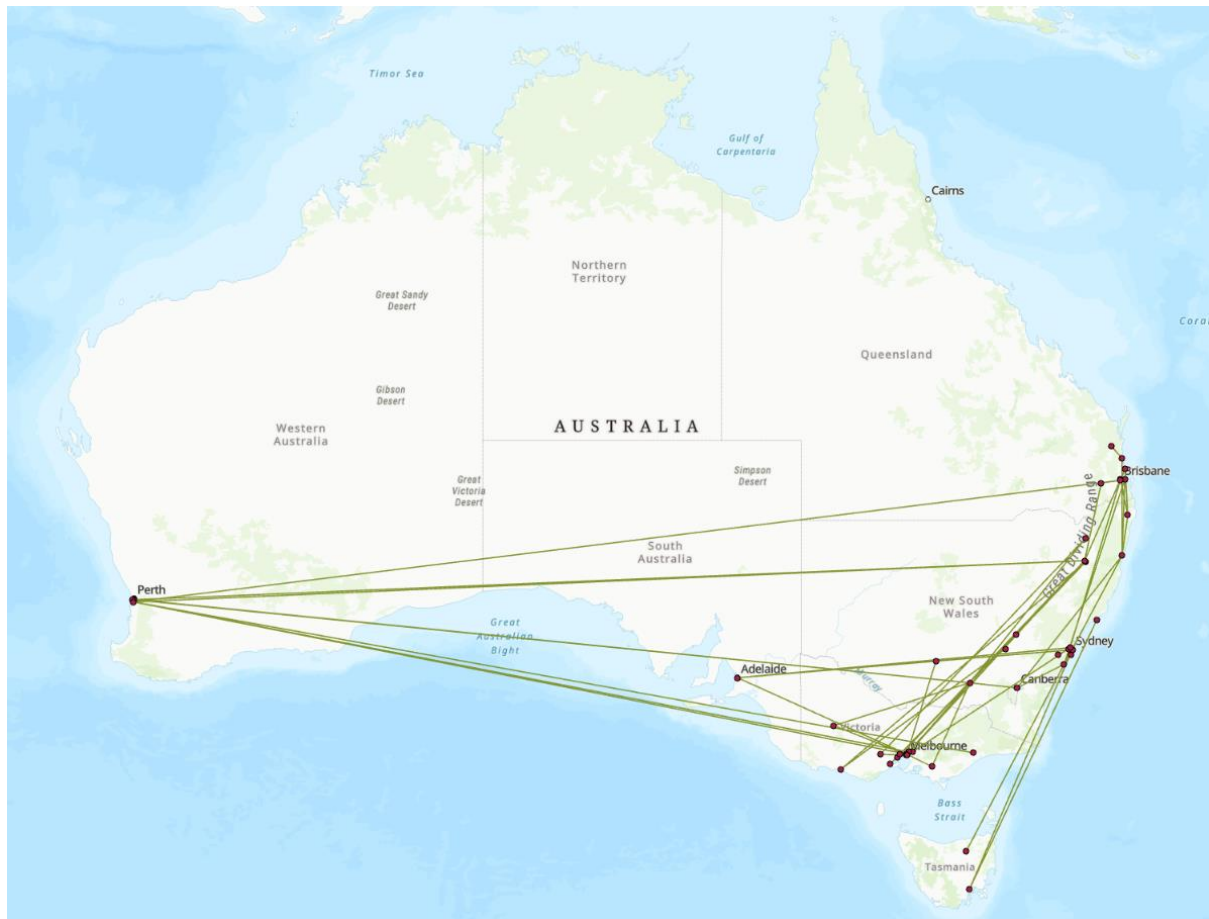 Timor Sea
Gulf of
Carpentaria
Cairns
Northern
Territory
Great Sandy
Desert
Coral
Queensland
Gibson
Desert
Western
Australia
AUSTRALIA
Great
Victoria
Desert
Simpson
Desert
Brisbane
Great Dividing Range
South
Australia
Perth
New South
Wales
Great
Australian
Bight
Sydney
Adelaide
Murray
Canberra
Victoria
Melbourne
Bass
Strait
Tasmania